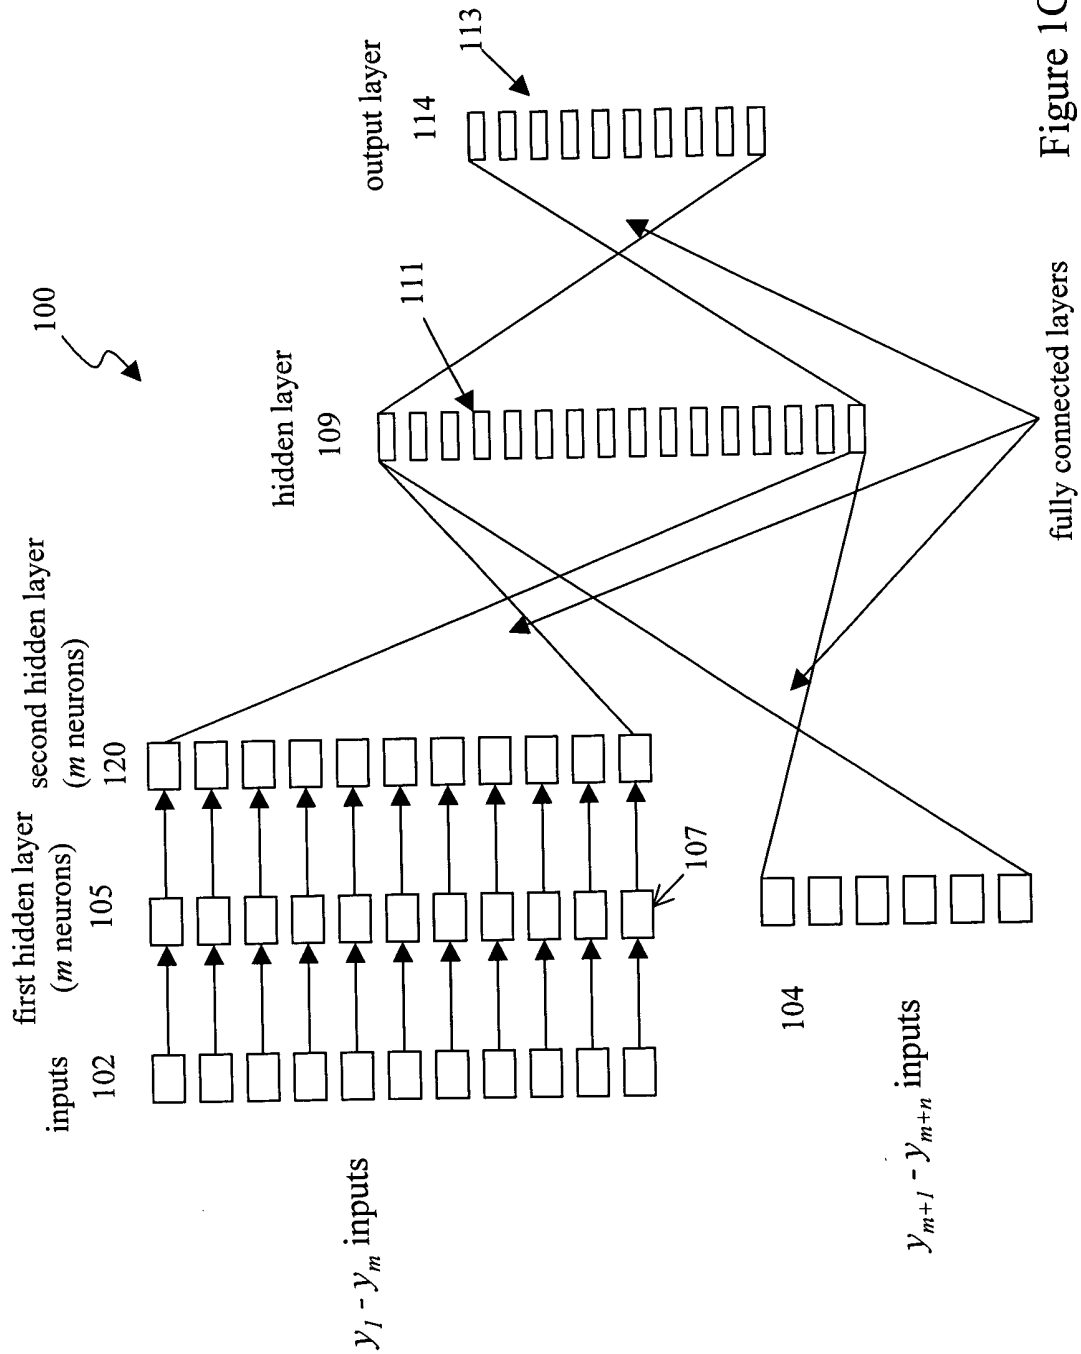 100
inputs
102
first hidden layer
(m neurons)
105
second hidden layer
(m neurons)
120
hidden layer
109
111
output layer
114
113
y1 - ym inputs
107
104
ym+1 - ym+n inputs
fully connected layers
Figure 1C